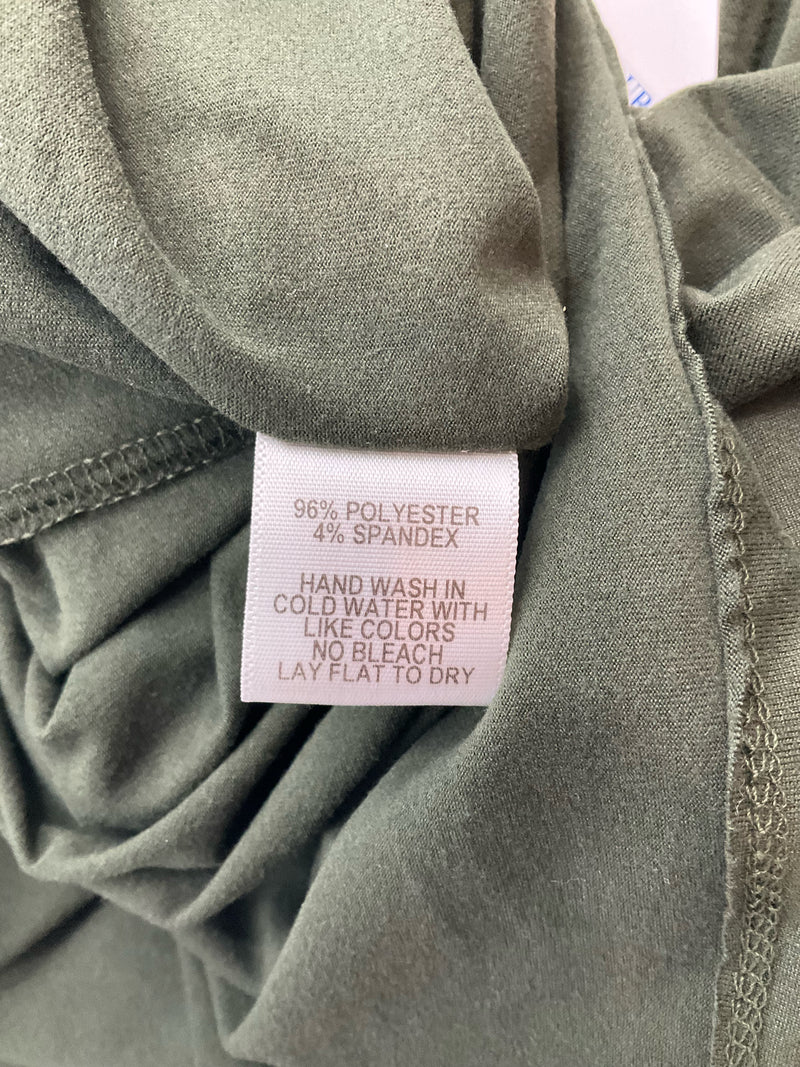 96% POLYESTER
4% SPANDEX
HAND WASH IN
COLD WATER WITH
LIKE COLORS
NO BLEACH
LAY FLAT TO DRY